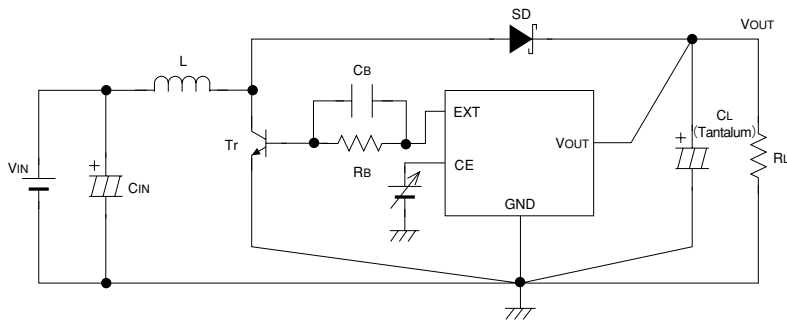 SD
VOUT
L
CB
EXT
CL
(Tantalum)
VOUT
Tr
RB
CE
RL
VIN
+
CIN
+
GND